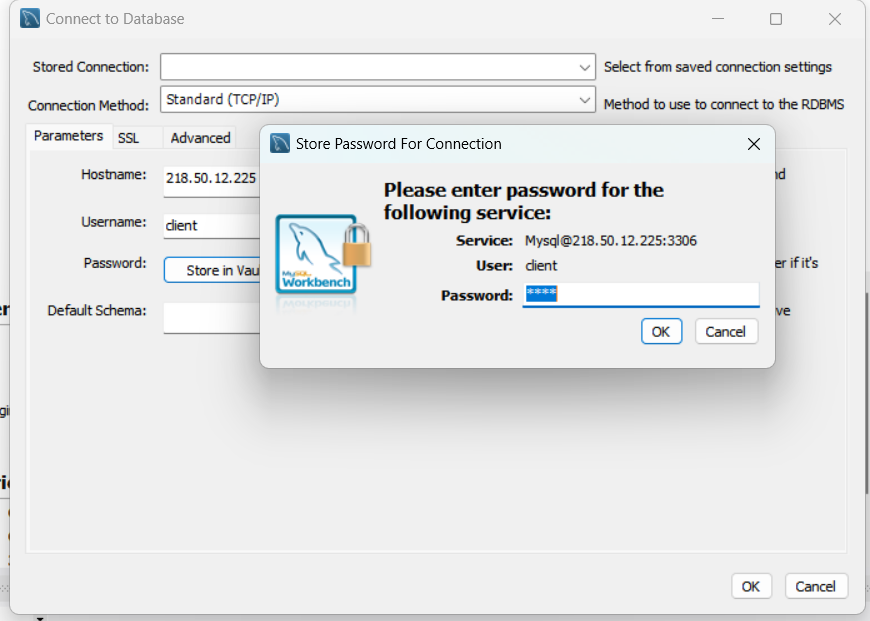 Connect to Database
Stored Connection: Select from saved connection settings
Connection Method: Standard (TCP/IP) Method to use to connect to the RDBMS
Parameters SSL Advanced
Store Password For Connection
Hostname: 218.50.12.225
Please enter password for the
following service:
Username: client
Service: Mysql@218.50.12.225:3306
Password: Store in Vau
er if it's
User: client
Password: ****
Default Schema:
MySQL
Workbench
OK Cancel
OK Cancel